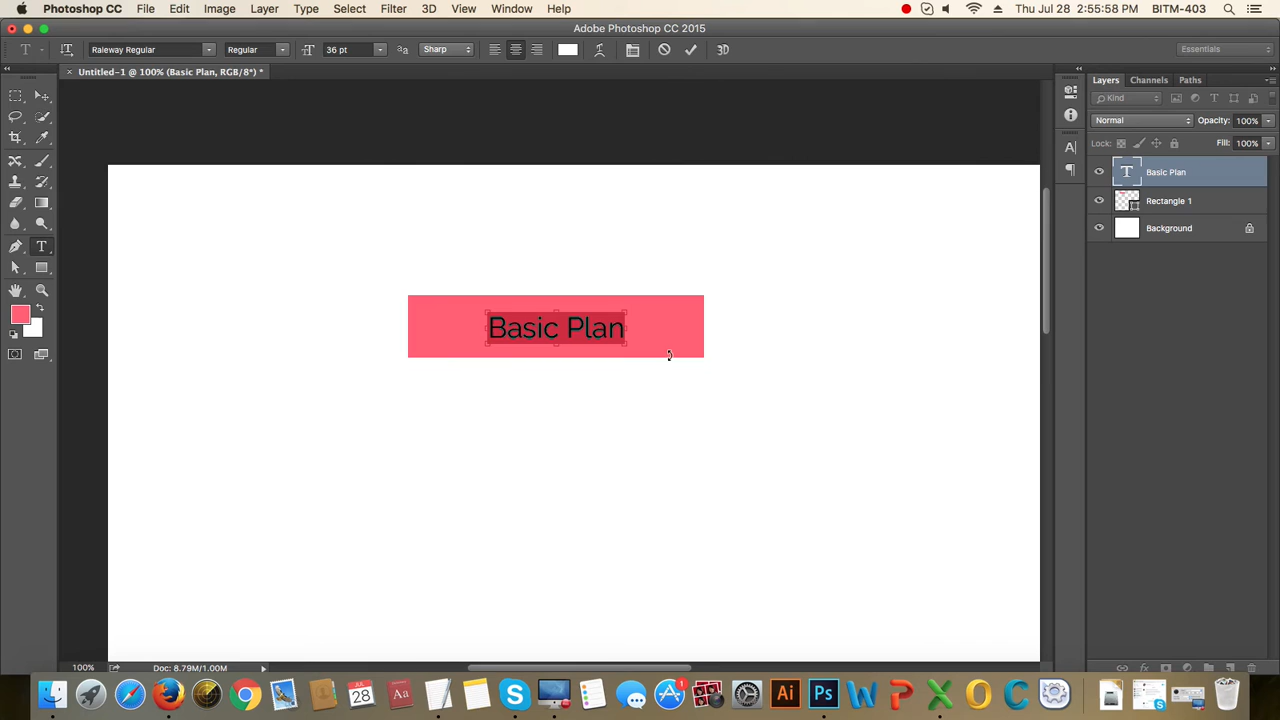 Photoshop CC File Edit Image Layer Type Select Filter 3D View Window Help Thu Jul 28 2:55:58 PM BITM-403
Adobe Photoshop CC 2015
T Raleway Regular Regular 36 pt Sharp 3D Essentials
× Untitled-1 @ 100% (Basic Plan, RGB/8*) *
Layers Channels Paths
Kind
Normal Opacity: 100%
Lock: Fill: 100%
Basic Plan
Rectangle 1
Background
Basic Plan
100% Doc: 8.79M/1.00M